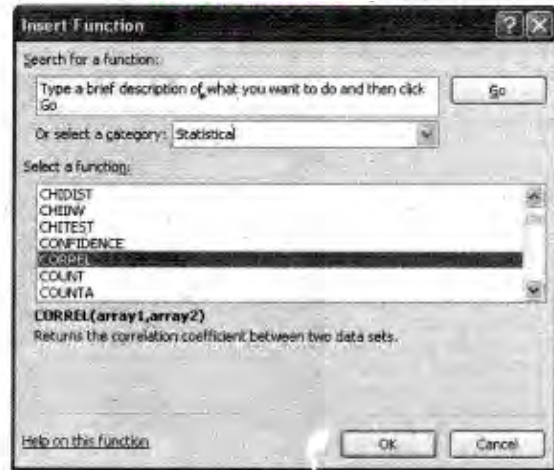 Insert Function
Search for a function:
Type a brief description of what you want to do and then click
Go
Go
Or select a category: Statistical
Select a function:
CHIDIST
CHIINV
CHITEST
CONFIDENCE
CORREL
COUNT
COUNTA
CORREL(array1,array2)
Returns the correlation coefficient between two data sets.
Help on this function
OK
Cancel